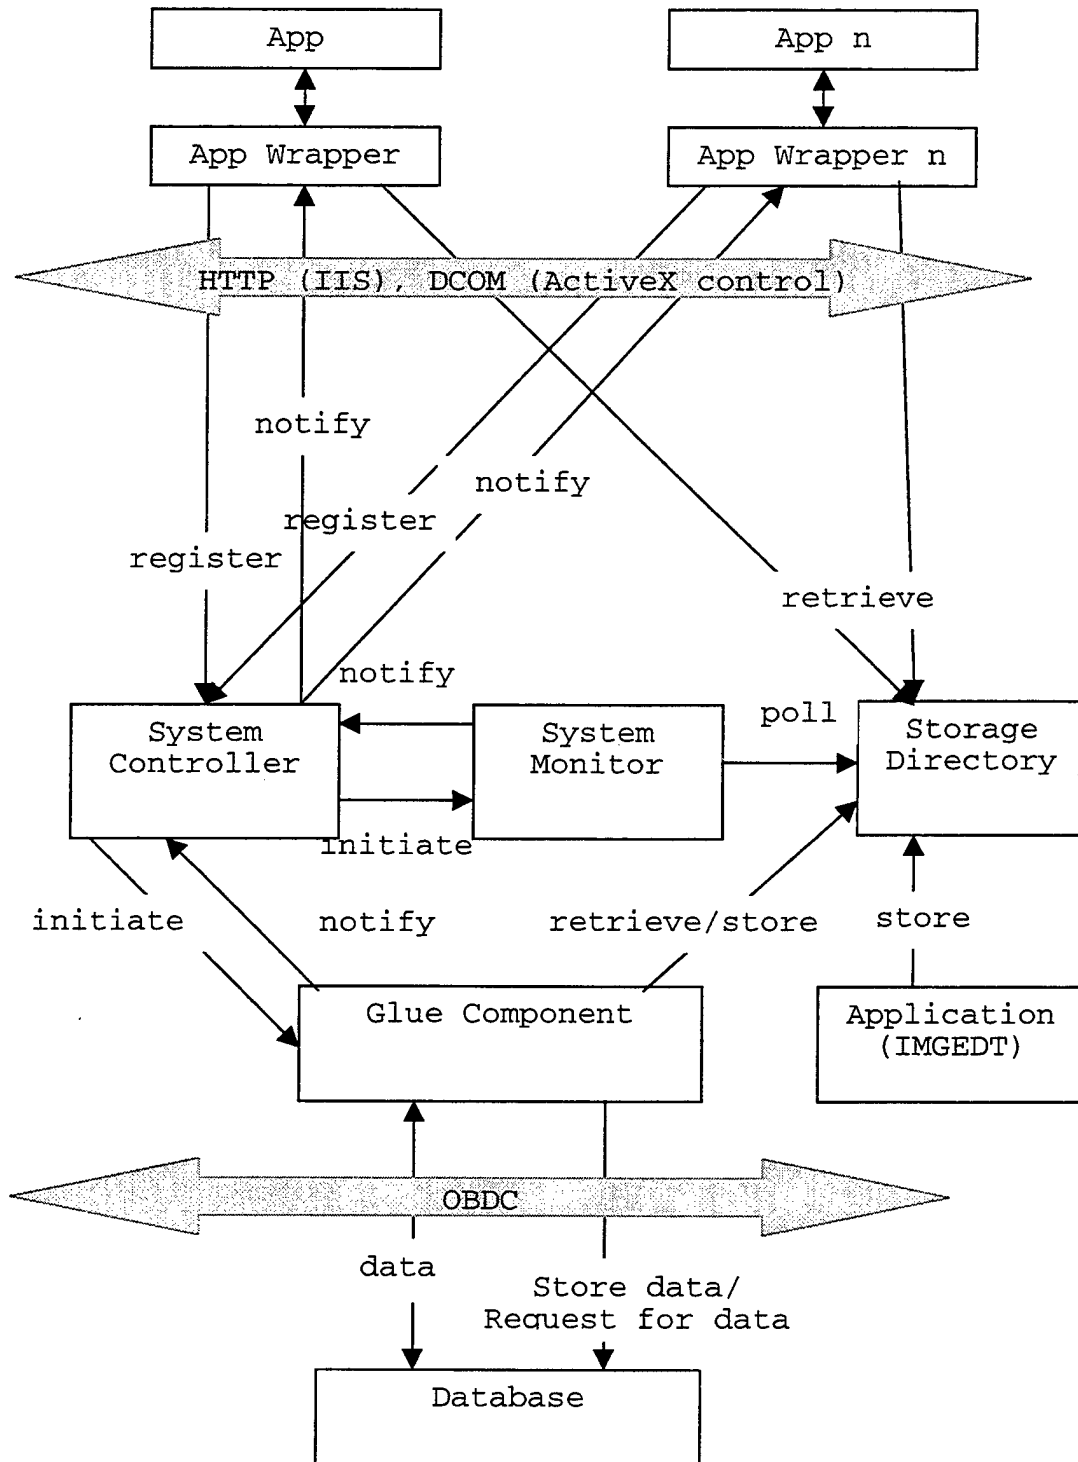 App
App n
App Wrapper
App Wrapper n
HTTP (IIS), DCOM (ActiveX control)
notify
notify
register
register
retrieve
notify
poll
System
Controller
System
Monitor
Storage
Directory
initiate
initiate
notify
retrieve/store
store
Glue Component
Application
(IMGEDT)
OBDC
data
Store data/
Request for data
Database